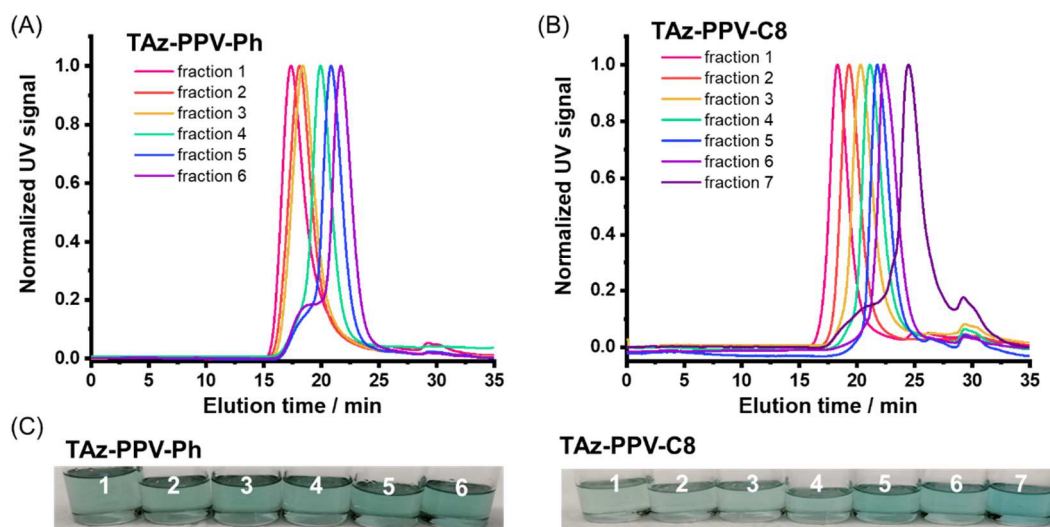 (A)
TAz-PPV-Ph
fraction 1
fraction 2
fraction 3
fraction 4
fraction 5
fraction 6
Normalized UV signal
1.0
0.8
0.6
0.4
0.2
0.0
0 5 10 15 20 25 30 35
Elution time / min
(B)
TAz-PPV-C8
fraction 1
fraction 2
fraction 3
fraction 4
fraction 5
fraction 6
fraction 7
Normalized UV signal
1.0
0.8
0.6
0.4
0.2
0.0
0 5 10 15 20 25 30 35
Elution time / min
(C)
TAz-PPV-Ph
1 2 3 4 5 6
TAz-PPV-C8
1 2 3 4 5 6 7